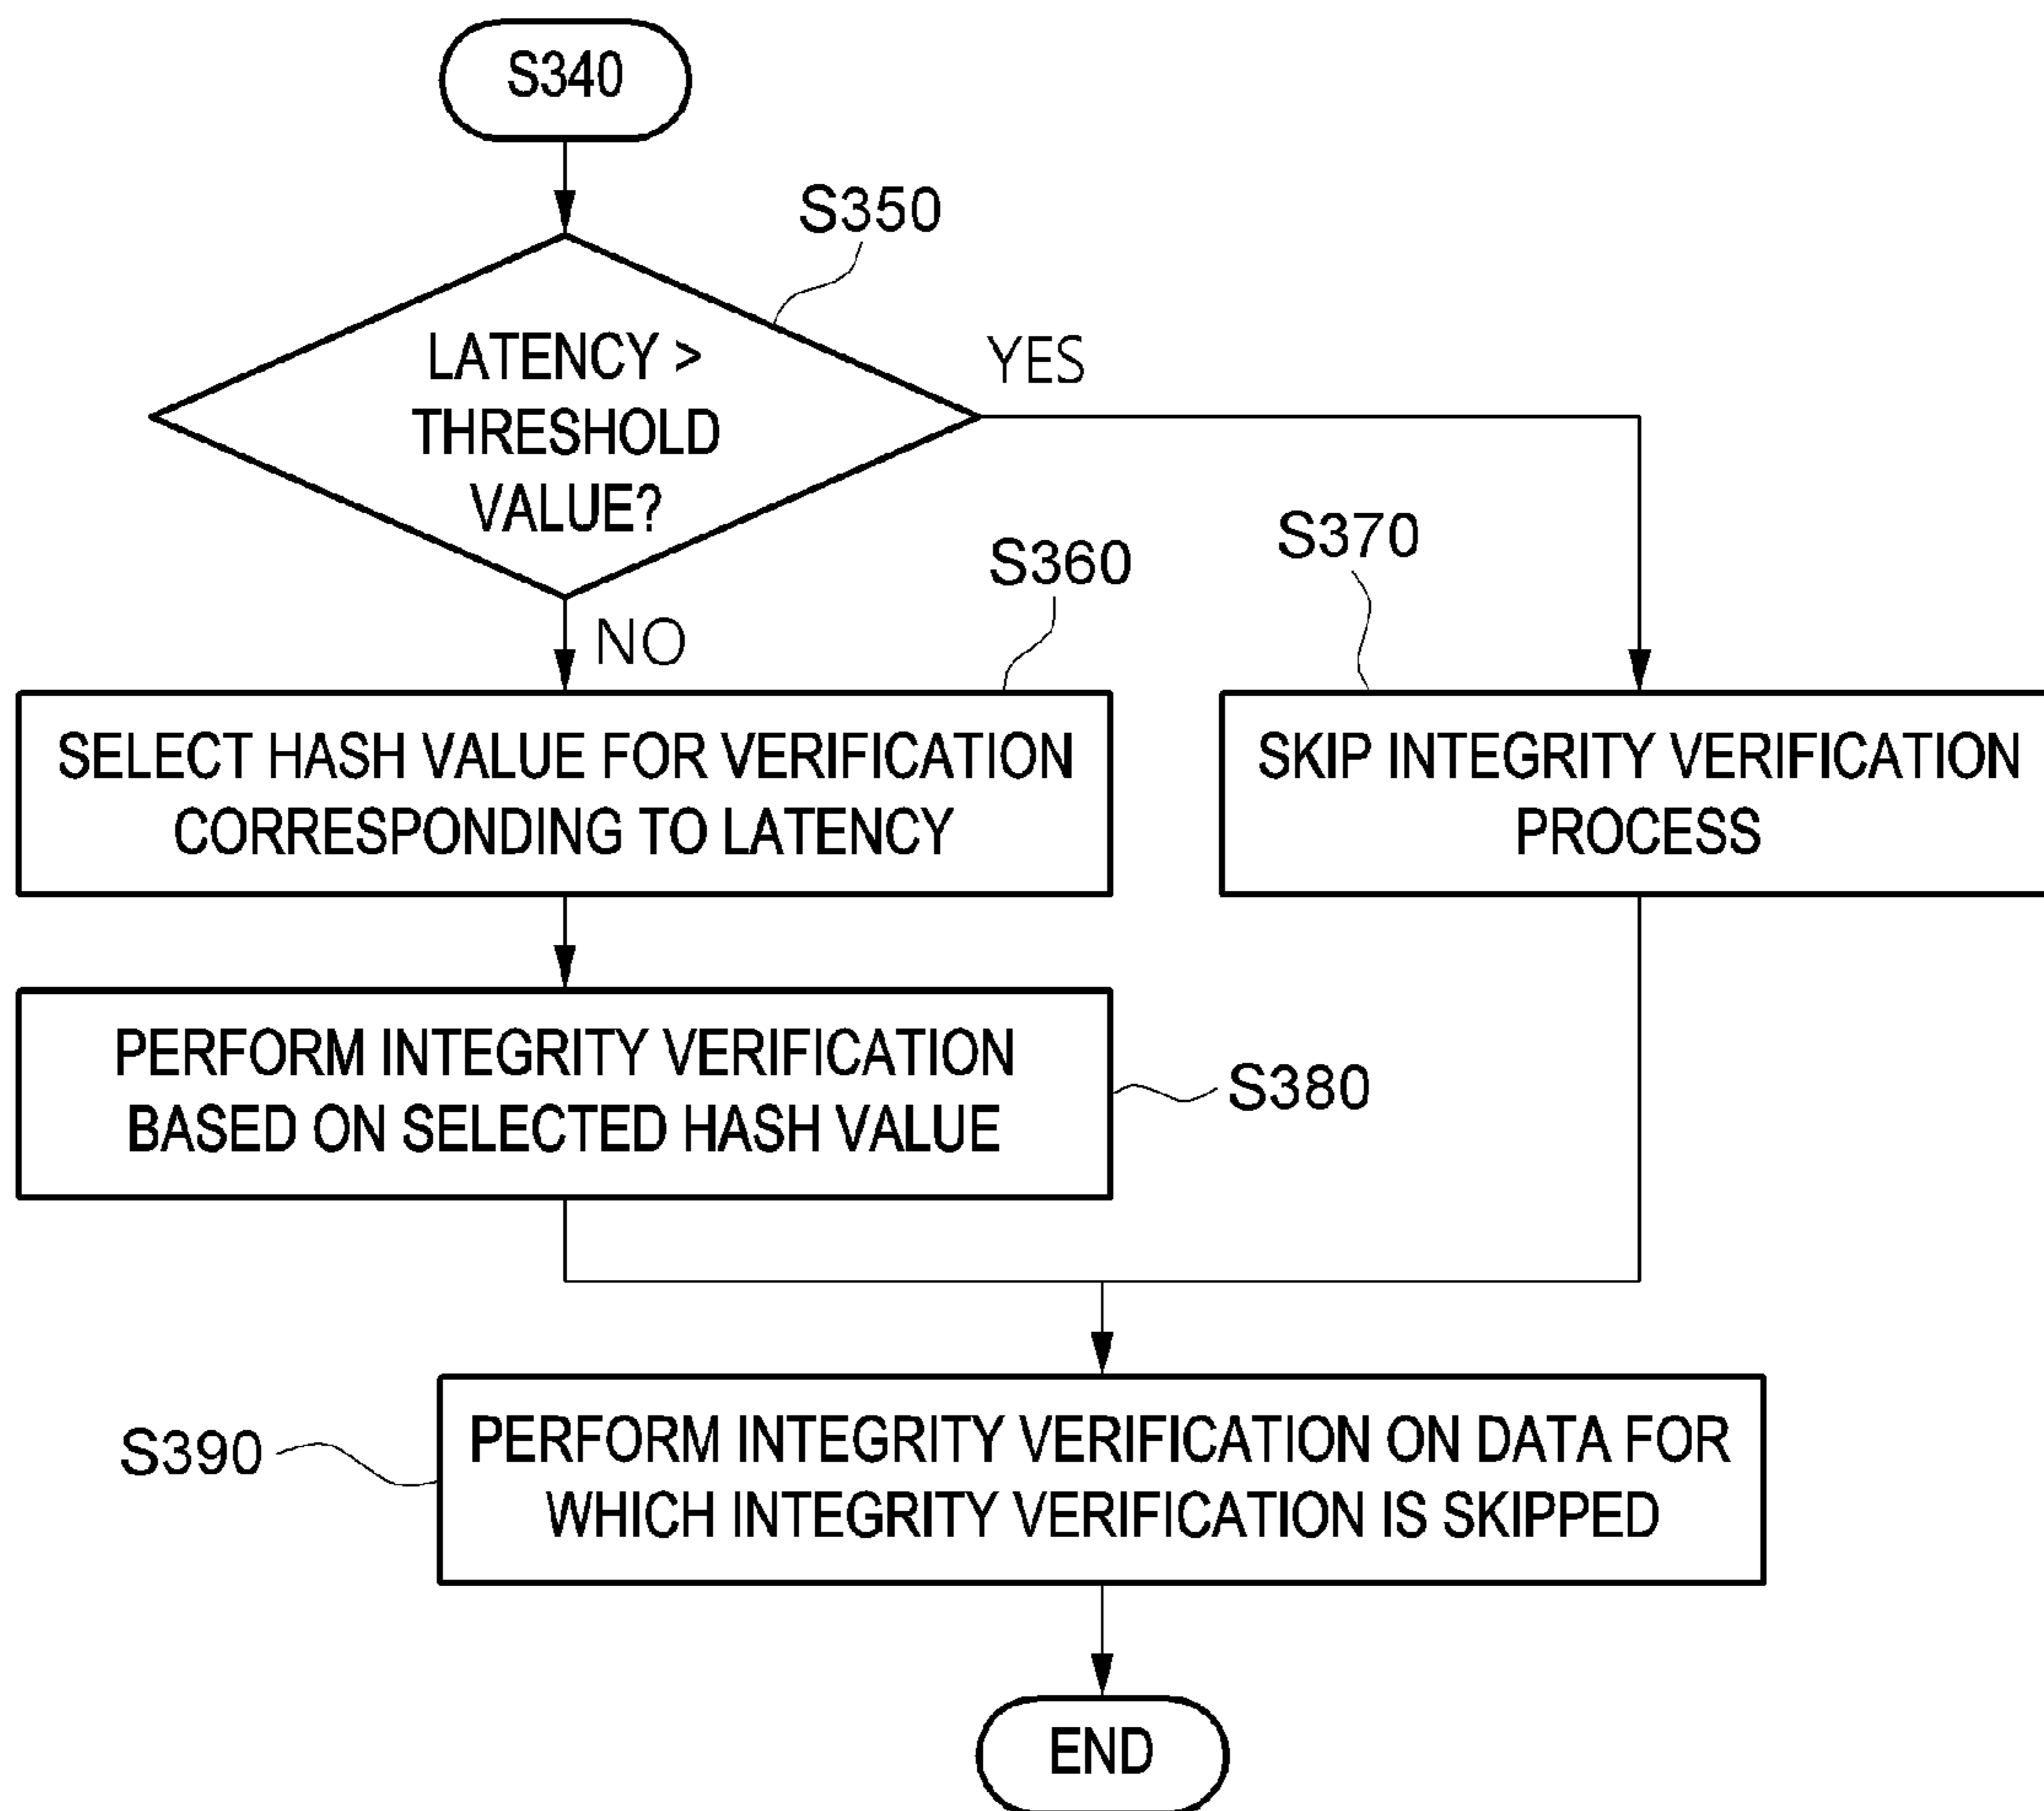 S340
S350
LATENCY >
THRESHOLD
VALUE?
YES
NO
S360
S370
SELECT HASH VALUE FOR VERIFICATION
CORRESPONDING TO LATENCY
SKIP INTEGRITY VERIFICATION
PROCESS
PERFORM INTEGRITY VERIFICATION
BASED ON SELECTED HASH VALUE
S380
S390
PERFORM INTEGRITY VERIFICATION ON DATA FOR
WHICH INTEGRITY VERIFICATION IS SKIPPED
END